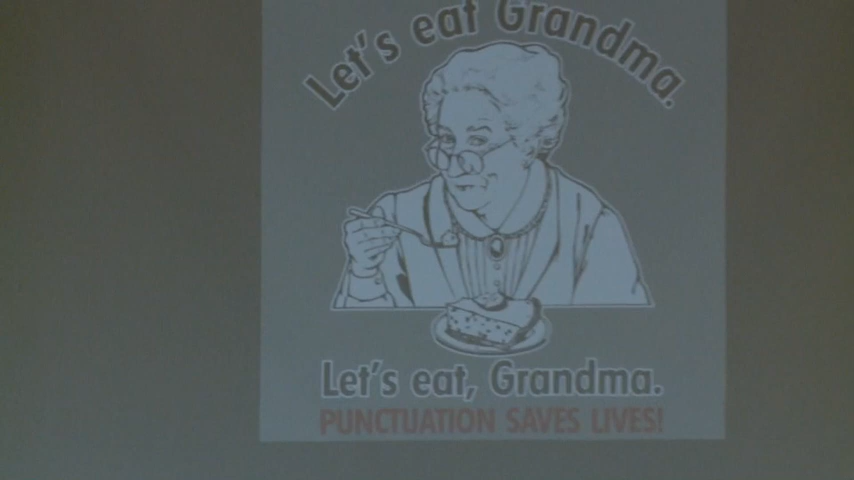 Let's eat Grandma.
Let's eat, Grandma.
PUNCTUATION SAVES LIVES!